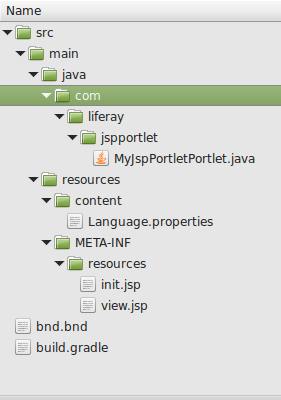 Name
src
main
java
com
liferay
jspportlet
MyJspPortletPortlet.java
resources
content
Language.properties
META-INF
resources
init.jsp
view.jsp
bnd.bnd
build.gradle